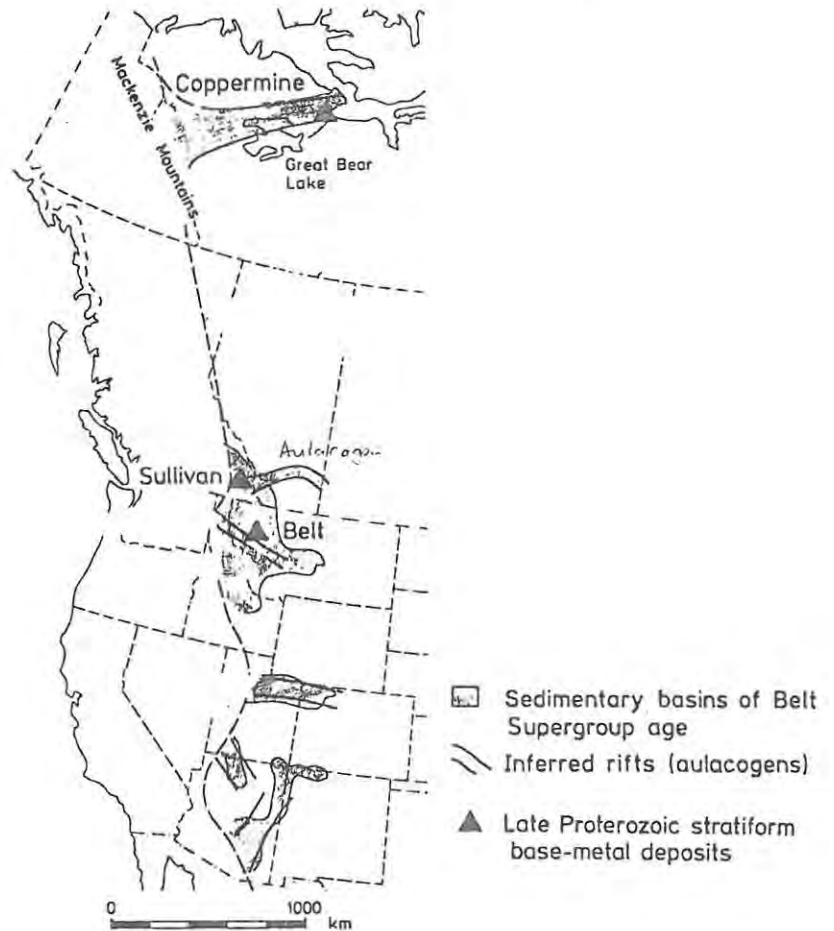 Coppermine
Mackenzie
Mountains
Great Bear
Lake
Sullivan
Belt
Sedimentary basins of Belt
Supergroup age
Inferred rifts (aulacogens)
Late Proterozoic stratiform
base-metal deposits
0 1000
km